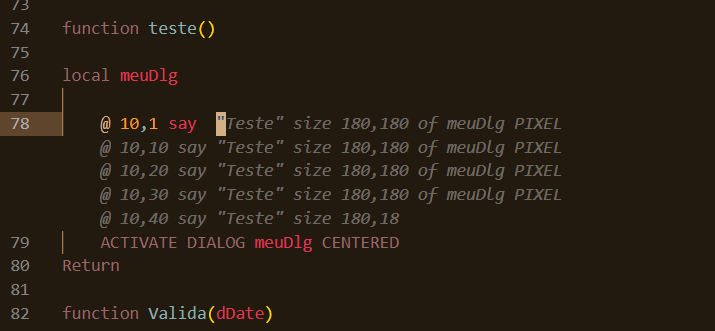 73
74 function teste()
75
76 local meuDlg
77
78 @ 10,1 say "Teste" size 180,180 of meuDlg PIXEL
@ 10,10 say "Teste" size 180,180 of meuDlg PIXEL
@ 10,20 say "Teste" size 180,180 of meuDlg PIXEL
@ 10,30 say "Teste" size 180,180 of meuDlg PIXEL
@ 10,40 say "Teste" size 180,18
79 ACTIVATE DIALOG meuDlg CENTERED
80 Return
81
82 function Valida(dDate)